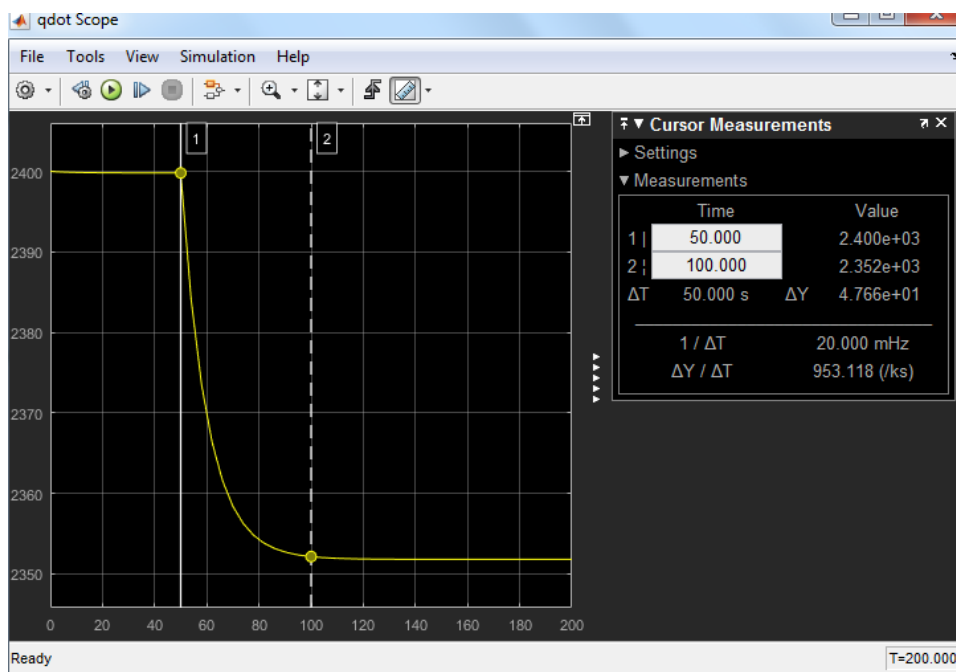 qdot Scope
File Tools View Simulation Help
1
2
2400
2390
2380
2370
2360
2350
0 20 40 60 80 100 120 140 160 180 200
Cursor Measurements
Settings
Measurements
Time Value
1 | 50.000 2.400e+03
2 ¦ 100.000 2.352e+03
ΔT 50.000 s ΔY 4.766e+01
1 / ΔT 20.000 mHz
ΔY / ΔT 953.118 (/ks)
Ready T=200.000